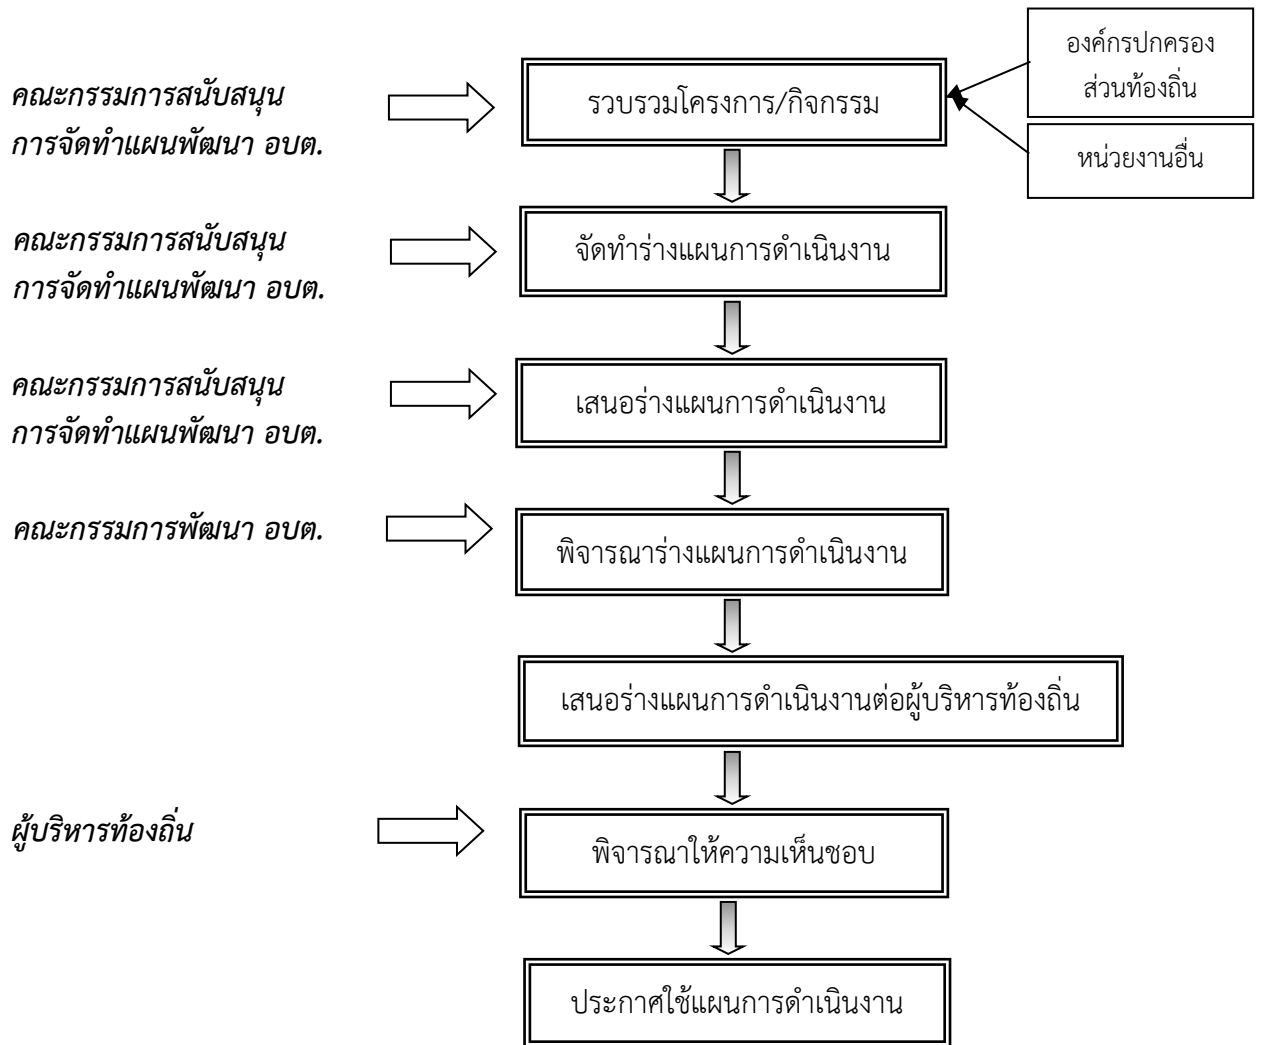 องค์กรปกครอง
ส่วนท้องถิ่น
คณะกรรมการสนับสนุน
การจัดทำแผนพัฒนา อบต.
รวบรวมโครงการ/กิจกรรม
หน่วยงานอื่น
คณะกรรมการสนับสนุน
การจัดทำแผนพัฒนา อบต.
จัดทำร่างแผนการดำเนินงาน
คณะกรรมการสนับสนุน
การจัดทำแผนพัฒนา อบต.
เสนอร่างแผนการดำเนินงาน
คณะกรรมการพัฒนา อบต.
พิจารณาร่างแผนการดำเนินงาน
เสนอร่างแผนการดำเนินงานต่อผู้บริหารท้องถิ่น
ผู้บริหารท้องถิ่น
พิจารณาให้ความเห็นชอบ
ประกาศใช้แผนการดำเนินงาน